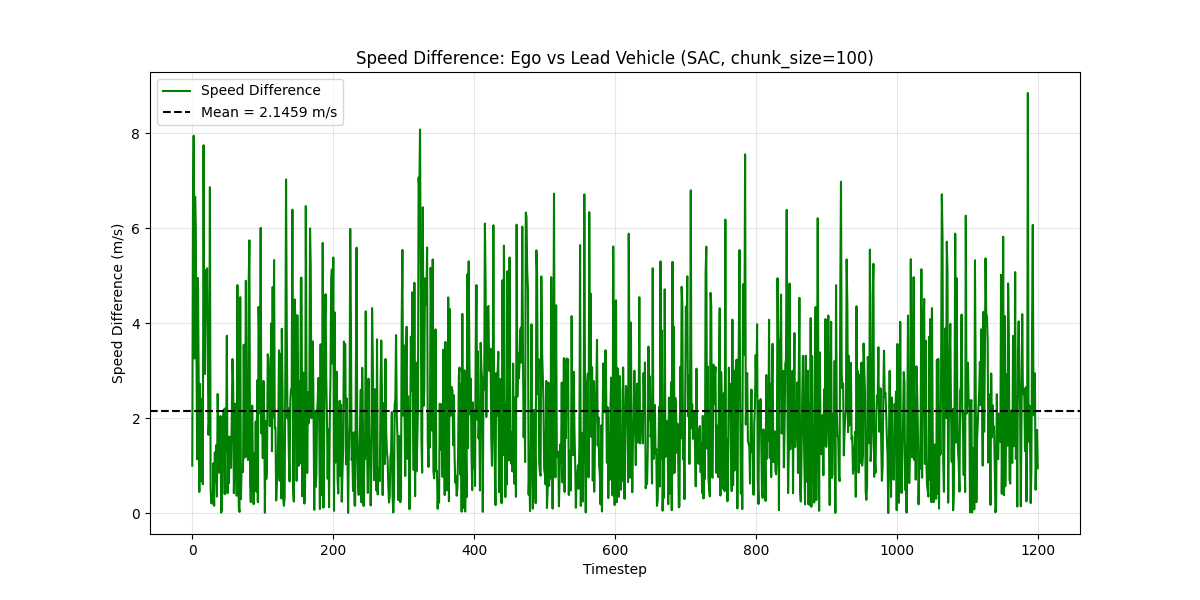 Speed Difference: Ego vs Lead Vehicle (SAC, chunk_size=100)
Speed Difference
Mean = 2.1459 m/s
Speed Difference (m/s)
8
6
4
2
0
0 200 400 600 800 1000 1200
Timestep